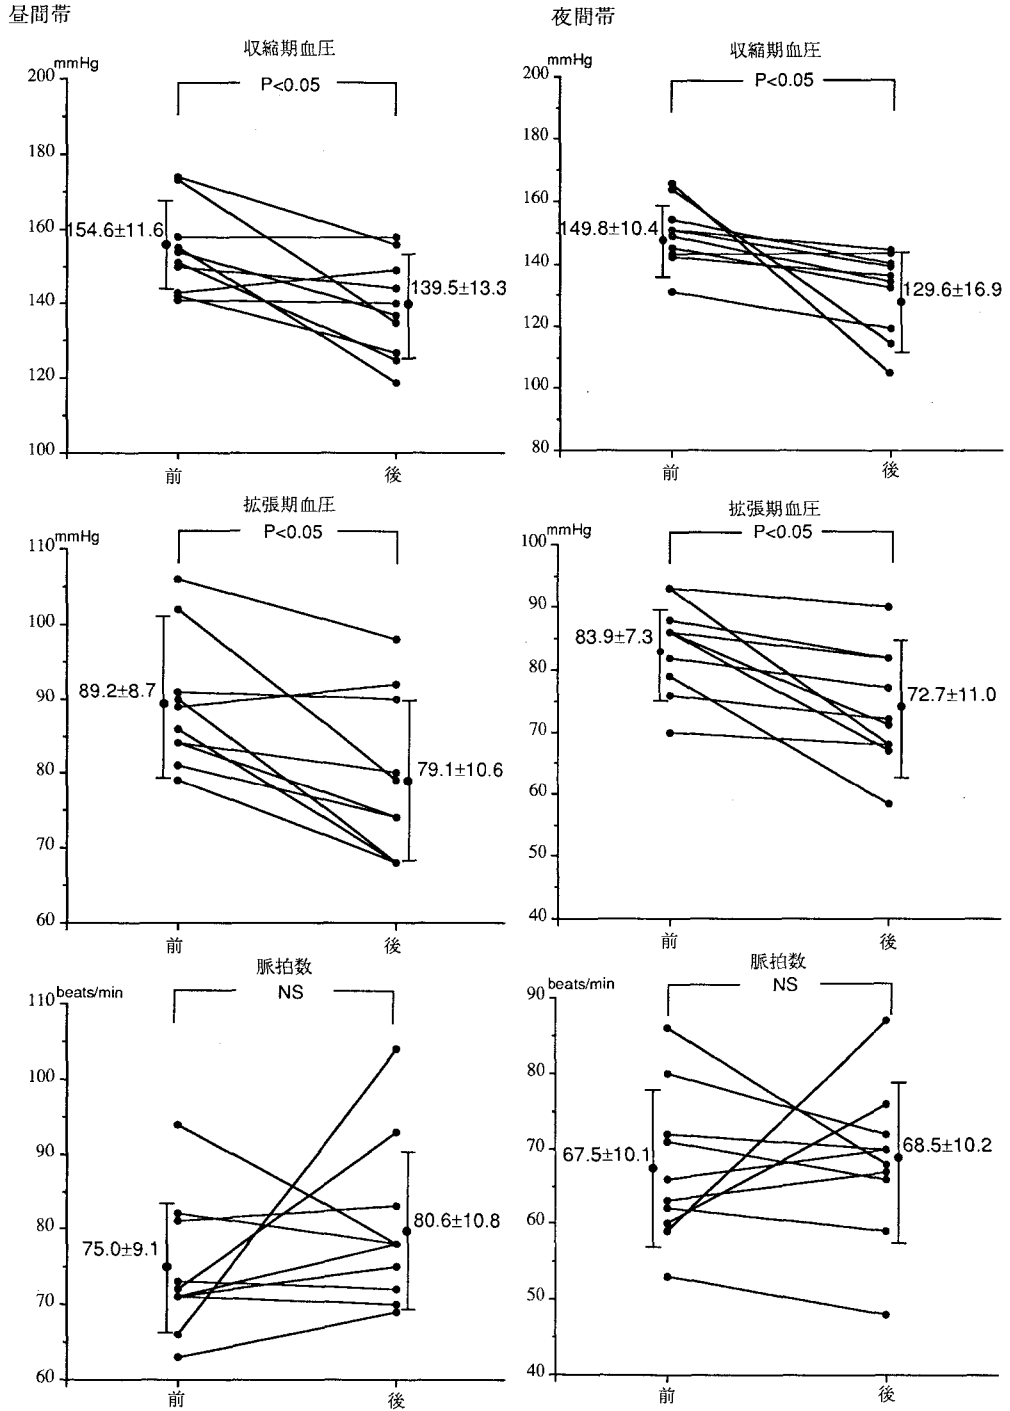 昼間帯
収縮期血圧
mmHg
P<0.05
200
180
160
140
120
100
154.6±11.6
139.5±13.3
前
後
夜間帯
収縮期血圧
mmHg
P<0.05
200
180
160
140
120
100
80
149.8±10.4
129.6±16.9
前
後
拡張期血圧
mmHg
P<0.05
110
100
90
80
70
60
89.2±8.7
79.1±10.6
前
後
拡張期血圧
mmHg
P<0.05
100
90
80
70
60
50
40
83.9±7.3
72.7±11.0
前
後
脈拍数
beats/min
NS
110
100
90
80
70
60
75.0±9.1
80.6±10.8
前
後
脈拍数
beats/min
NS
90
80
70
60
50
40
67.5±10.1
68.5±10.2
前
後